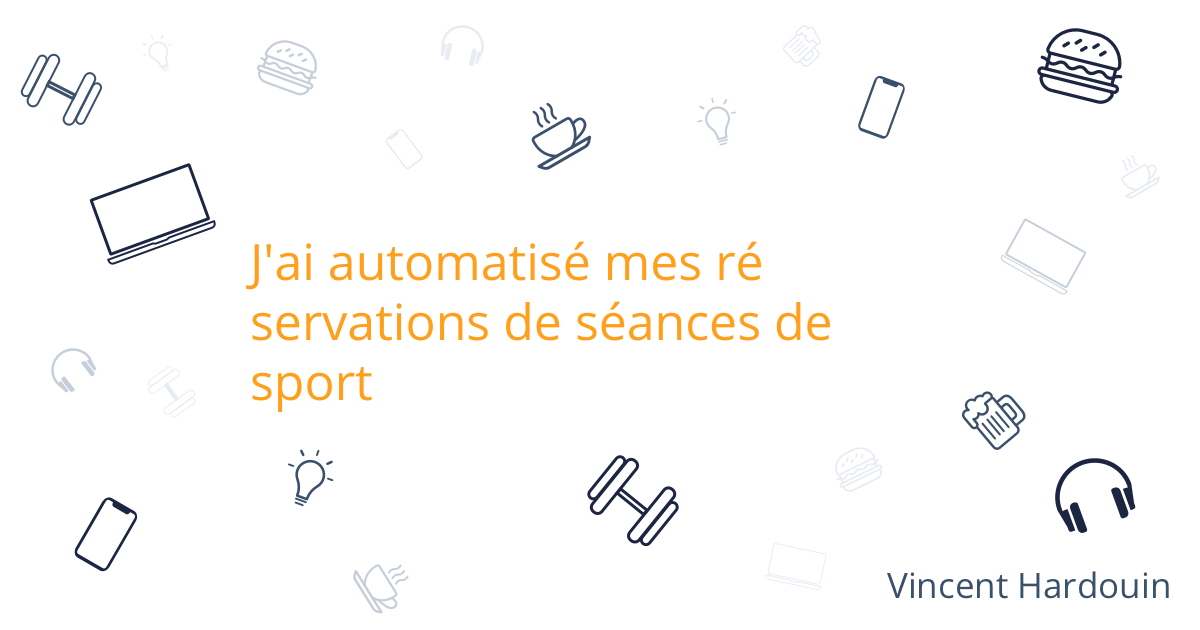 J'ai automatisé mes ré
servations de séances de
sport
Vincent Hardouin